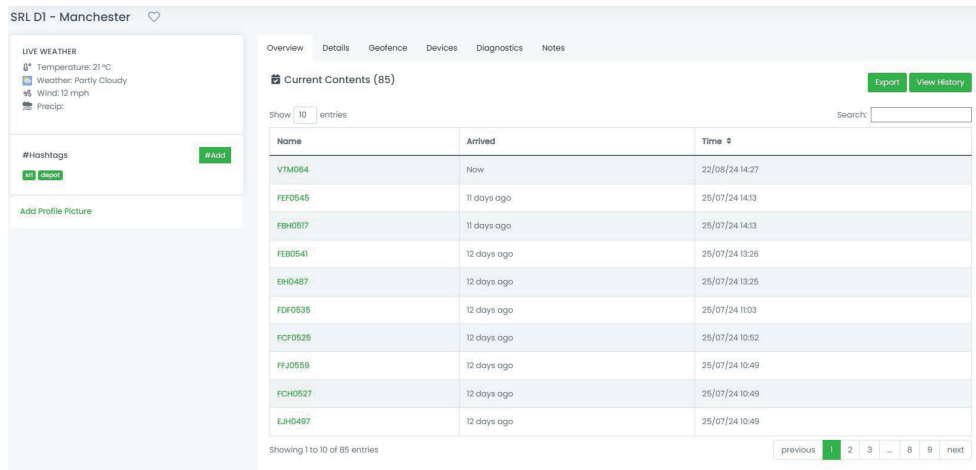 SRL D1 - Manchester
LIVE WEATHER
Temperature: 21 °C
Weather: Partly Cloudy
Wind: 12 mph
Precip:
#Hashtags
#Add
srl depot
Add Profile Picture
Overview Details Geofence Devices Diagnostics Notes
Current Contents (85)
Export View History
Show 10 entries
Search:
Name Arrived Time
VTM064 Now 22/08/24 14:27
FEF0545 11 days ago 25/07/24 14:13
FBH0517 11 days ago 25/07/24 14:13
FEB0541 12 days ago 25/07/24 13:26
EIH0487 12 days ago 25/07/24 13:25
FDF0535 12 days ago 25/07/24 11:03
FCF0525 12 days ago 25/07/24 10:52
FFJ0559 12 days ago 25/07/24 10:49
FCH0527 12 days ago 25/07/24 10:49
EJH0497 12 days ago 25/07/24 10:49
Showing 1 to 10 of 85 entries
previous 1 2 3 ... 8 9 next